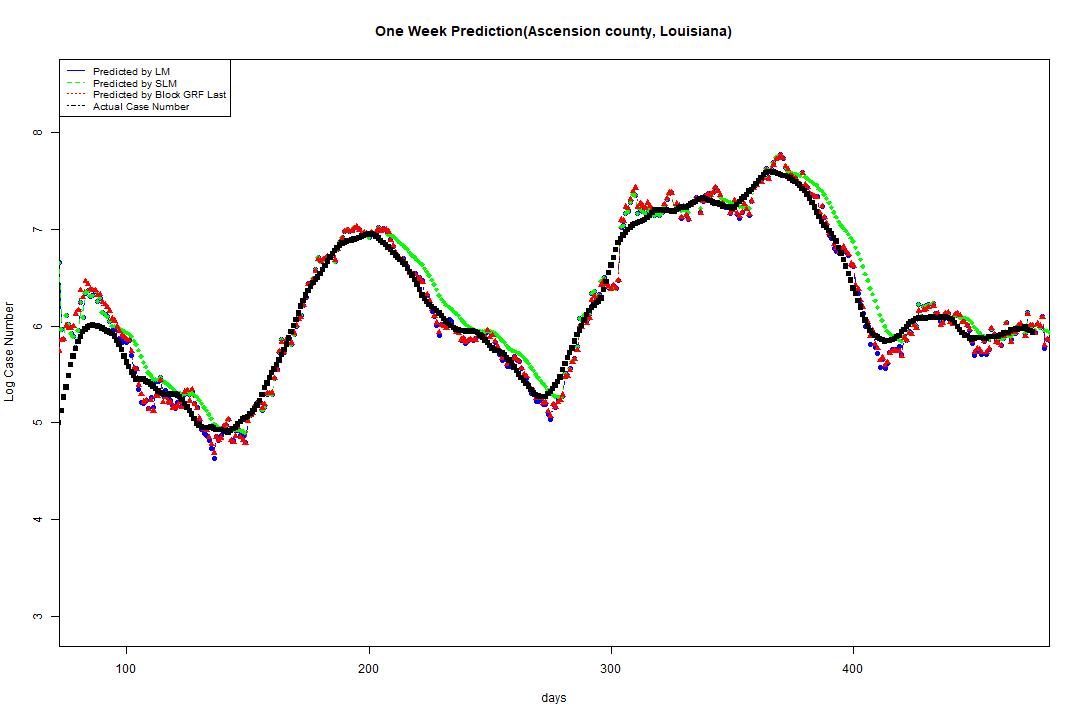 One Week Prediction(Ascension county, Louisiana)
Predicted by LM
Predicted by SLM
Predicted by Block GRF Last
Actual Case Number
8
7
6
5
4
3
Log Case Number
100 200 300 400
days